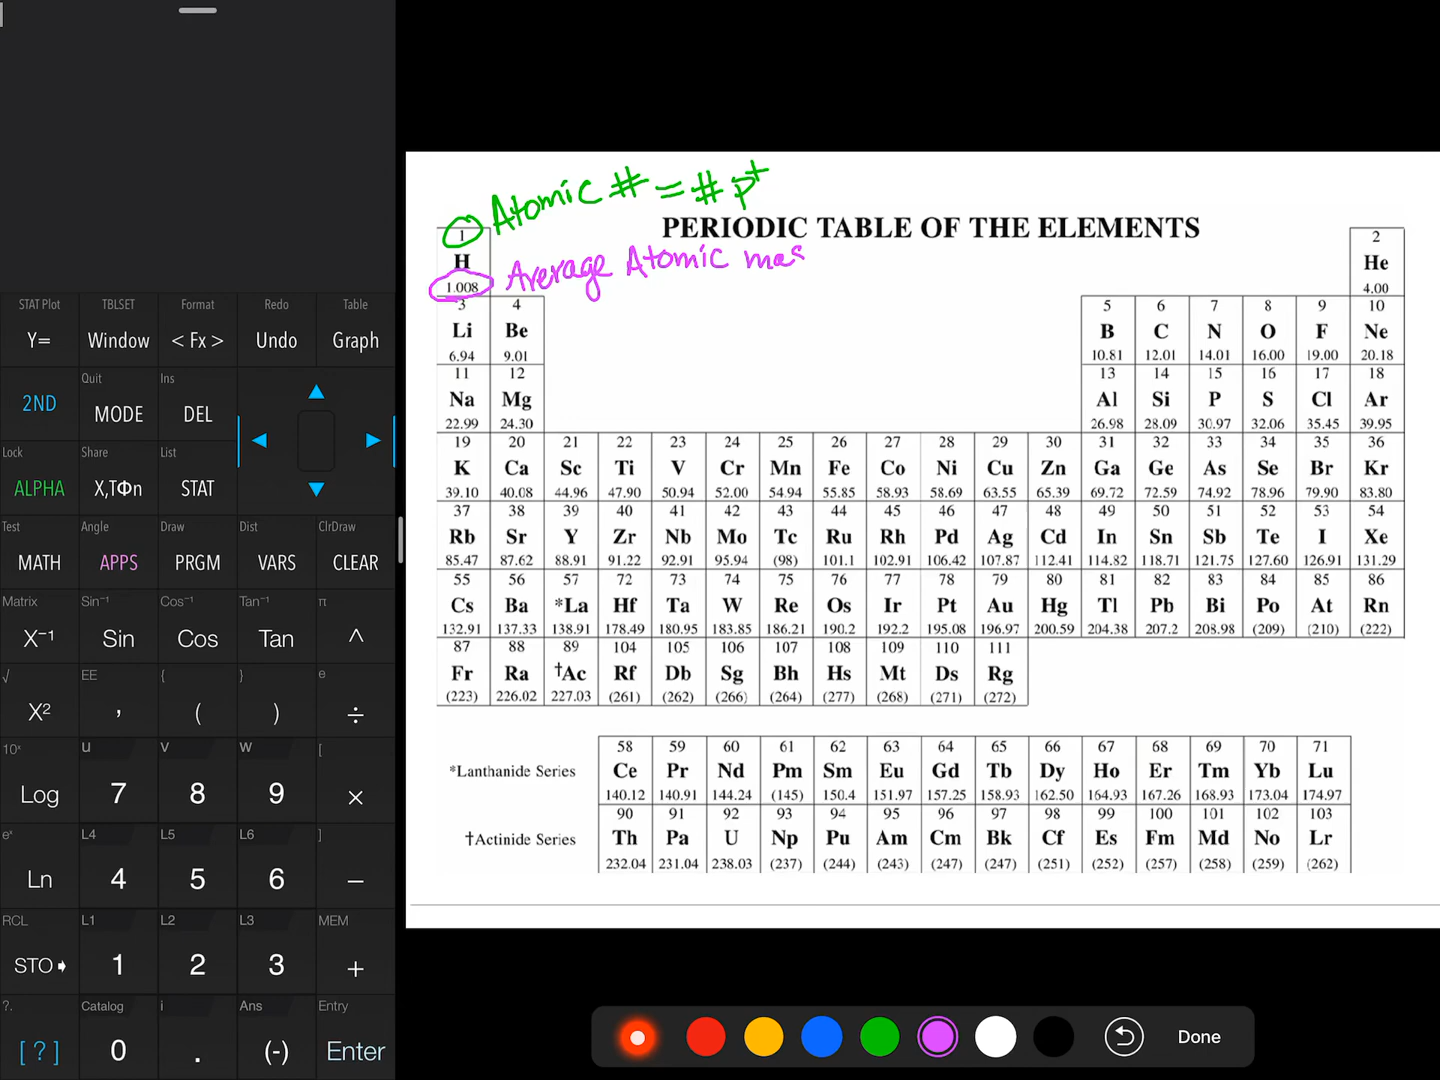 STAT Plot TBLSET Format Redo Table
Y= Window < Fx > Undo Graph
Quit Ins
2ND MODE DEL
Lock Share List
ALPHA X,TΦn STAT
Test Angle Draw Dist ClrDraw
MATH APPS PRGM VARS CLEAR
Matrix Sin⁻¹ Cos⁻¹ Tan⁻¹ π
X⁻¹ Sin Cos Tan ^
√ EE { } e
X² , ( ) ÷
10ˣ u v w [
Log 7 8 9 ×
eˣ L4 L5 L6 ]
Ln 4 5 6 −
RCL L1 L2 L3 MEM
STO➧ 1 2 3 +
?. Catalog i Ans Entry
[ ? ] 0 . (-) Enter
Atomic # = # p⁺
PERIODIC TABLE OF THE ELEMENTS
Average Atomic mas
1 2
H He
1.008 4.00
3 4 5 6 7 8 9 10
Li Be B C N O F Ne
6.94 9.01 10.81 12.01 14.01 16.00 19.00 20.18
11 12 13 14 15 16 17 18
Na Mg Al Si P S Cl Ar
22.99 24.30 26.98 28.09 30.97 32.06 35.45 39.95
19 20 21 22 23 24 25 26 27 28 29 30 31 32 33 34 35 36
K Ca Sc Ti V Cr Mn Fe Co Ni Cu Zn Ga Ge As Se Br Kr
39.10 40.08 44.96 47.90 50.94 52.00 54.94 55.85 58.93 58.69 63.55 65.39 69.72 72.59 74.92 78.96 79.90 83.80
37 38 39 40 41 42 43 44 45 46 47 48 49 50 51 52 53 54
Rb Sr Y Zr Nb Mo Tc Ru Rh Pd Ag Cd In Sn Sb Te I Xe
85.47 87.62 88.91 91.22 92.91 95.94 (98) 101.1 102.91 106.42 107.87 112.41 114.82 118.71 121.75 127.60 126.91 131.29
55 56 57 72 73 74 75 76 77 78 79 80 81 82 83 84 85 86
Cs Ba *La Hf Ta W Re Os Ir Pt Au Hg Tl Pb Bi Po At Rn
132.91 137.33 138.91 178.49 180.95 183.85 186.21 190.2 192.2 195.08 196.97 200.59 204.38 207.2 208.98 (209) (210) (222)
87 88 89 104 105 106 107 108 109 110 111
Fr Ra †Ac Rf Db Sg Bh Hs Mt Ds Rg
(223) 226.02 227.03 (261) (262) (266) (264) (277) (268) (271) (272)
58 59 60 61 62 63 64 65 66 67 68 69 70 71
*Lanthanide Series Ce Pr Nd Pm Sm Eu Gd Tb Dy Ho Er Tm Yb Lu
140.12 140.91 144.24 (145) 150.4 151.97 157.25 158.93 162.50 164.93 167.26 168.93 173.04 174.97
90 91 92 93 94 95 96 97 98 99 100 101 102 103
†Actinide Series Th Pa U Np Pu Am Cm Bk Cf Es Fm Md No Lr
232.04 231.04 238.03 (237) (244) (243) (247) (247) (251) (252) (257) (258) (259) (262)
Done